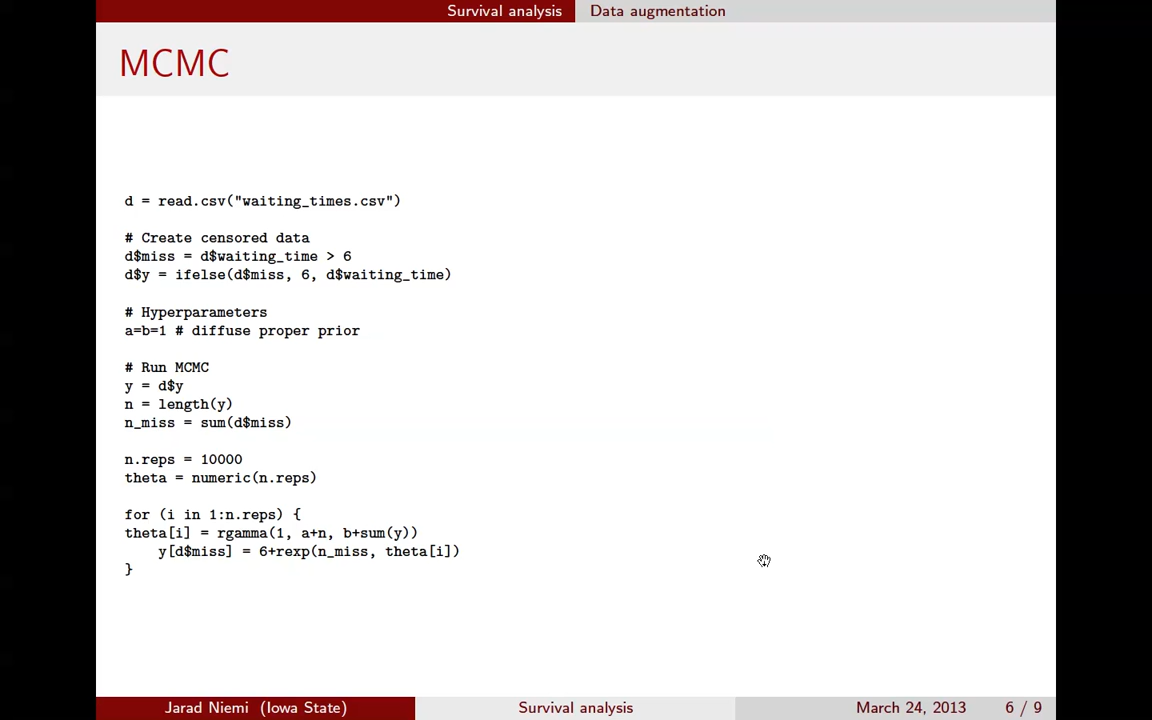 Survival analysis Data augmentation
MCMC
d = read.csv("waiting_times.csv")
# Create censored data
d$miss = d$waiting_time > 6
d$y = ifelse(d$miss, 6, d$waiting_time)
# Hyperparameters
a=b=1 # diffuse proper prior
# Run MCMC
y = d$y
n = length(y)
n_miss = sum(d$miss)
n.reps = 10000
theta = numeric(n.reps)
for (i in 1:n.reps) {
theta[i] = rgamma(1, a+n, b+sum(y))
    y[d$miss] = 6+rexp(n_miss, theta[i])
}
Jarad Niemi (Iowa State) Survival analysis March 24, 2013 6 / 9